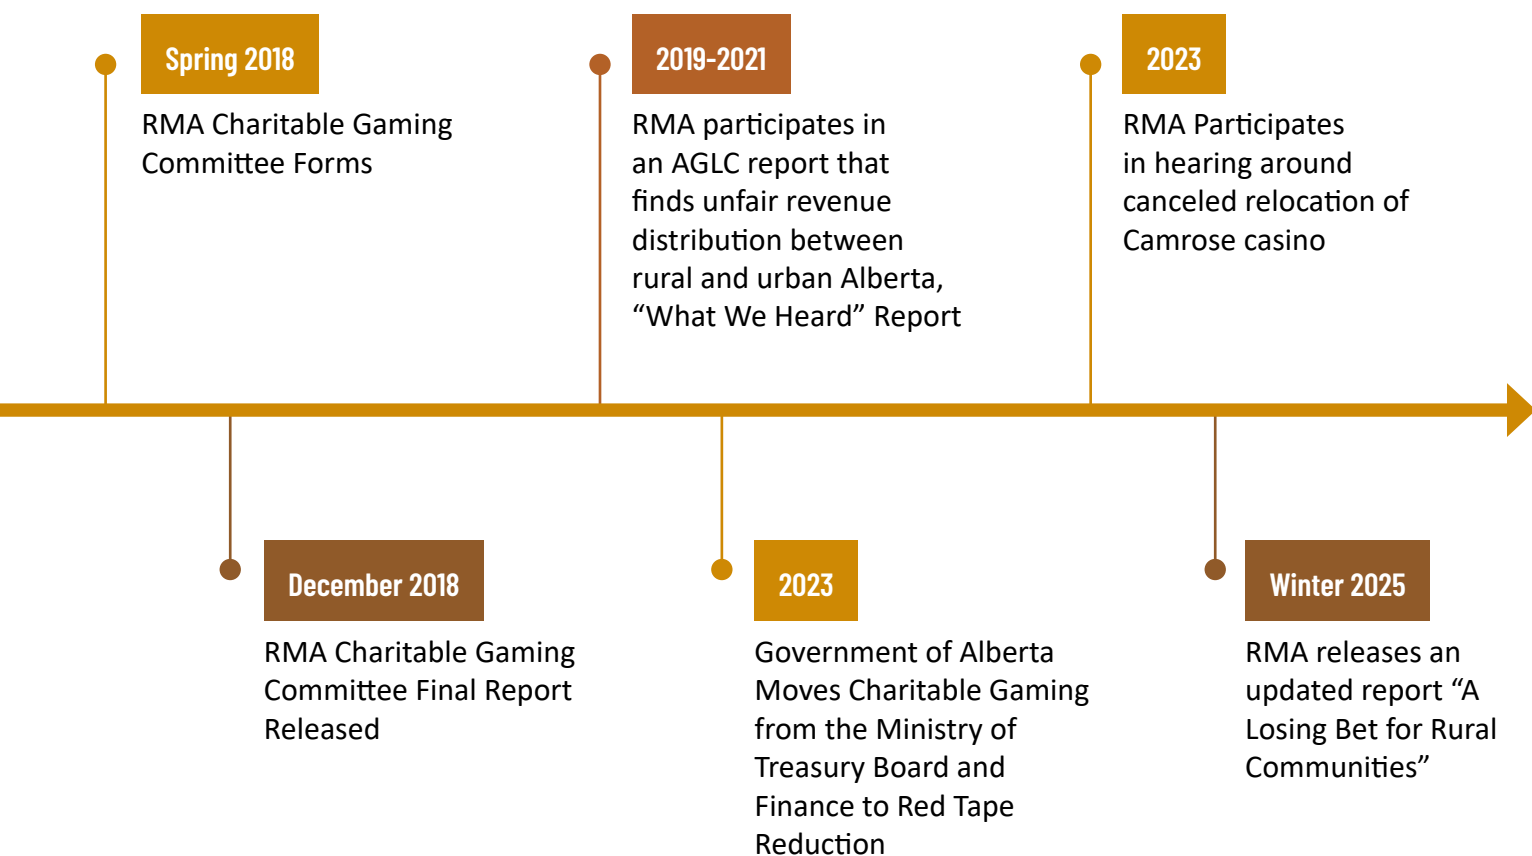 Spring 2018
RMA Charitable Gaming
Committee Forms
December 2018
RMA Charitable Gaming
Committee Final Report
Released
2019-2021
RMA participates in
an AGLC report that
finds unfair revenue
distribution between
rural and urban Alberta,
“What We Heard” Report
2023
Government of Alberta
Moves Charitable Gaming
from the Ministry of
Treasury Board and
Finance to Red Tape
Reduction
2023
RMA Participates
in hearing around
canceled relocation of
Camrose casino
Winter 2025
RMA releases an
updated report “A
Losing Bet for Rural
Communities”